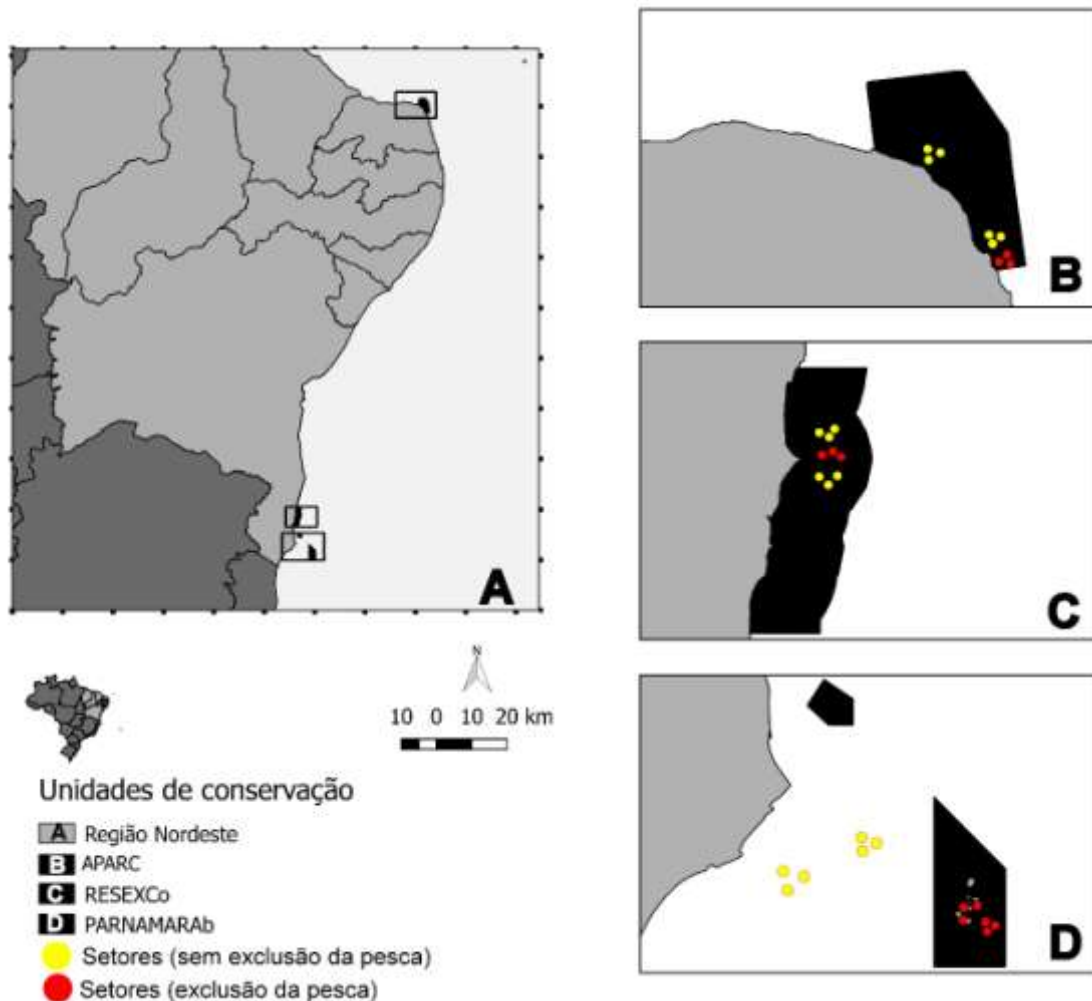 A
B
C
D
N
10 0 10 20 km
Unidades de conservação
A Região Nordeste
B APARC
C RESEXCo
D PARNAMARAb
Setores (sem exclusão da pesca)
Setores (exclusão da pesca)